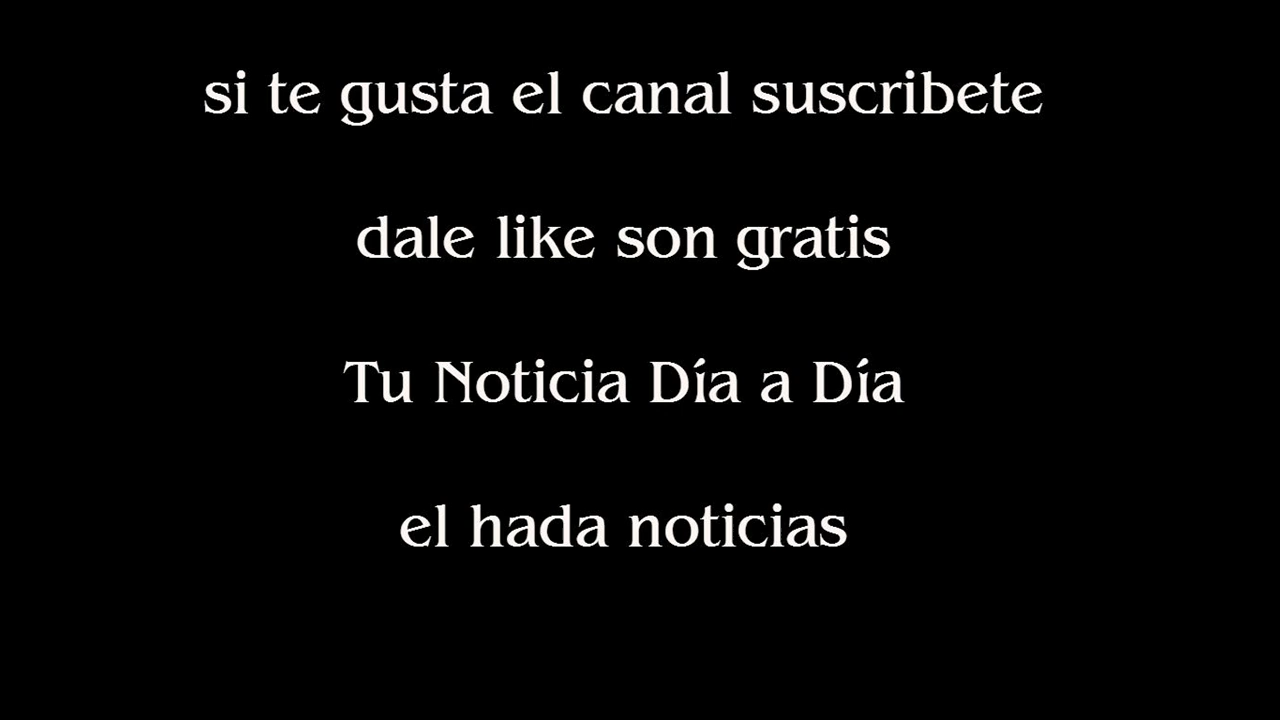 si te gusta el canal suscribete
dale like son gratis
Tu Noticia Día a Día
el hada noticias